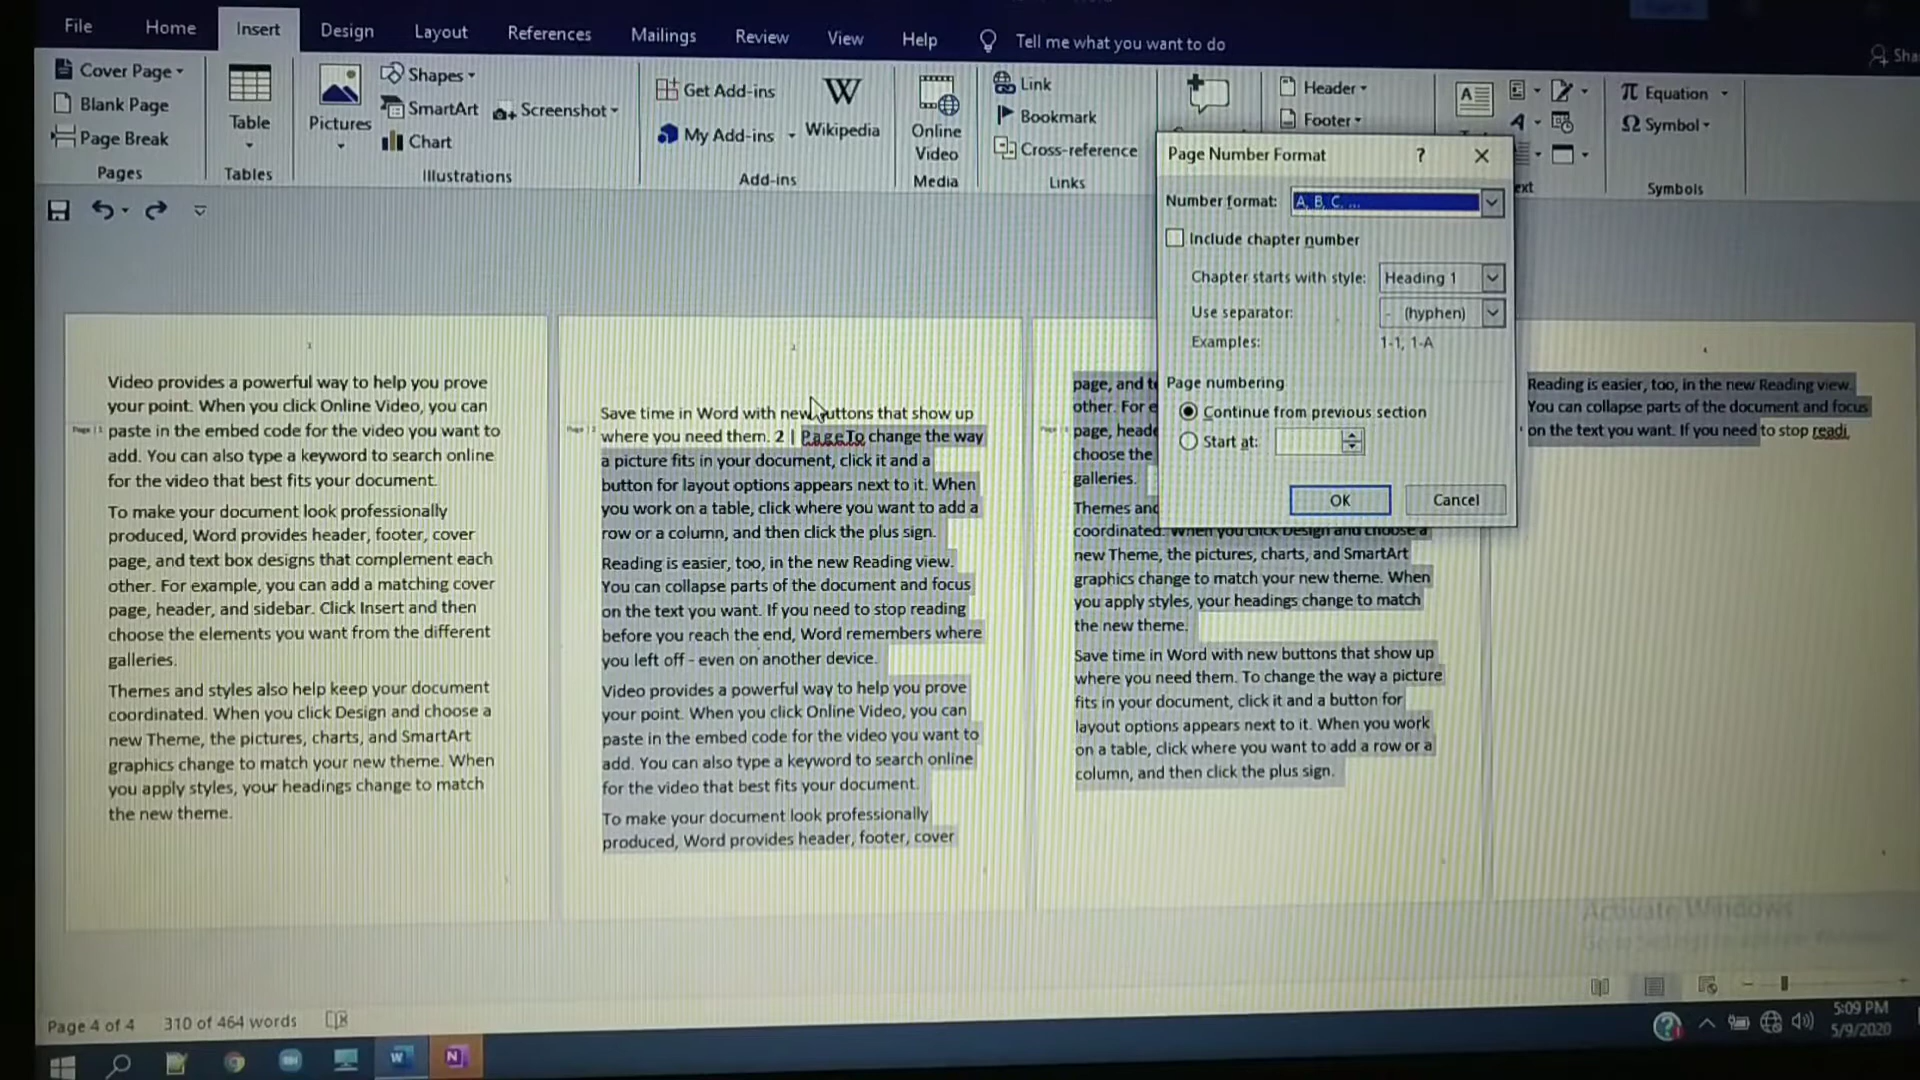 File Home Insert Design Layout References Mailings Review View Help Tell me what you want to do
Cover Page
Blank Page
Page Break
Pages
Table
Tables
Pictures
Shapes
SmartArt
Chart
Screenshot
Illustrations
Get Add-ins
My Add-ins
Wikipedia
Add-ins
Online
Video
Media
Link
Bookmark
Cross-reference
Links
Header
Footer
Equation
Symbol
Symbols
Page Number Format
Number format: A, B, C, ...
Include chapter number
Chapter starts with style: Heading 1
Use separator: - (hyphen)
Examples: 1-1, 1-A
Page numbering
Continue from previous section
Start at:
OK Cancel
Page | 1
Video provides a powerful way to help you prove
your point. When you click Online Video, you can
paste in the embed code for the video you want to
add. You can also type a keyword to search online
for the video that best fits your document.
To make your document look professionally
produced, Word provides header, footer, cover
page, and text box designs that complement each
other. For example, you can add a matching cover
page, header, and sidebar. Click Insert and then
choose the elements you want from the different
galleries.
Themes and styles also help keep your document
coordinated. When you click Design and choose a
new Theme, the pictures, charts, and SmartArt
graphics change to match your new theme. When
you apply styles, your headings change to match
the new theme.
Page | 2
Save time in Word with new buttons that show up
where you need them. 2 | PageTo change the way
a picture fits in your document, click it and a
button for layout options appears next to it. When
you work on a table, click where you want to add a
row or a column, and then click the plus sign.
Reading is easier, too, in the new Reading view.
You can collapse parts of the document and focus
on the text you want. If you need to stop reading
before you reach the end, Word remembers where
you left off - even on another device.
Video provides a powerful way to help you prove
your point. When you click Online Video, you can
paste in the embed code for the video you want to
add. You can also type a keyword to search online
for the video that best fits your document.
To make your document look professionally
produced, Word provides header, footer, cover
page, and
other. For
page,
choose the
galleries.
Themes and
coordinated. When you click Design and choose a
new Theme, the pictures, charts, and SmartArt
graphics change to match your new theme. When
you apply styles, your headings change to match
the new theme.
Save time in Word with new buttons that show up
where you need them. To change the way a picture
fits in your document, click it and a button for
layout options appears next to it. When you work
on a table, click where you want to add a row or a
column, and then click the plus sign.
Reading is easier, too, in the new Reading view.
You can collapse parts of the document and focus
on the text you want. If you need to stop readi,
Activate Windows
Page 4 of 4 310 of 464 words
5:09 PM
5/9/2020